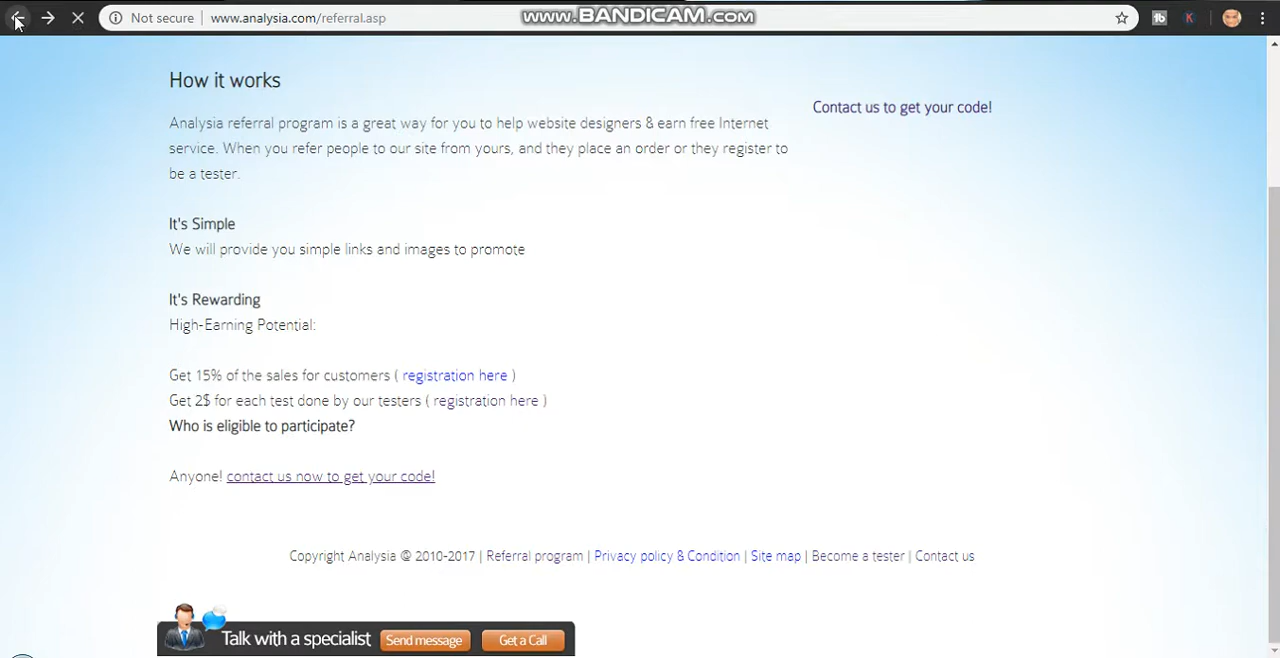 Not secure | www.analysia.com/referral.asp
www.BANDICAM.com
How it works
Contact us to get your code!
Analysia referral program is a great way for you to help website designers & earn free Internet
service. When you refer people to our site from yours, and they place an order or they register to
be a tester.
It's Simple
We will provide you simple links and images to promote
It's Rewarding
High-Earning Potential:
Get 15% of the sales for customers ( registration here )
Get 2$ for each test done by our testers ( registration here )
Who is eligible to participate?
Anyone! contact us now to get your code!
Copyright Analysia @ 2010-2017 | Referral program | Privacy policy & Condition | Site map | Become a tester | Contact us
Talk with a specialist Send message Get a Call